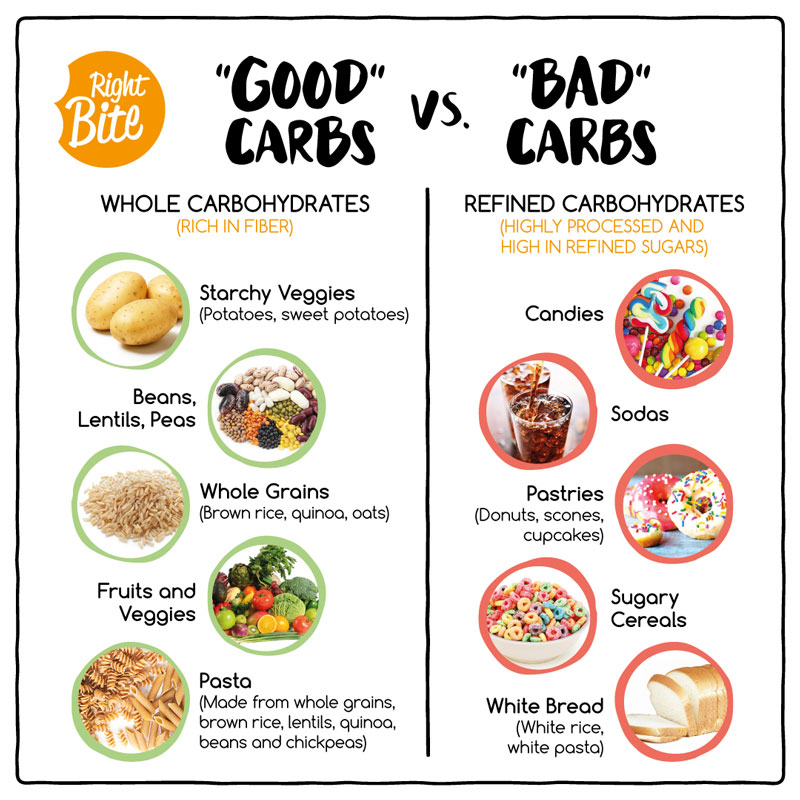 Right
Bite
"GOOD"
CARBS
VS.
"BAD"
CARBS
WHOLE CARBOHYDRATES
(RICH IN FIBER)
Starchy Veggies
(Potatoes, sweet potatoes)
Beans,
Lentils, Peas
Whole Grains
(Brown rice, quinoa, oats)
Fruits and
Veggies
Pasta
(Made from whole grains,
brown rice, lentils, quinoa,
beans and chickpeas)
REFINED CARBOHYDRATES
(HIGHLY PROCESSED AND
HIGH IN REFINED SUGARS)
Candies
Sodas
Pastries
(Donuts, scones,
cupcakes)
Sugary
Cereals
White Bread
(White rice,
white pasta)